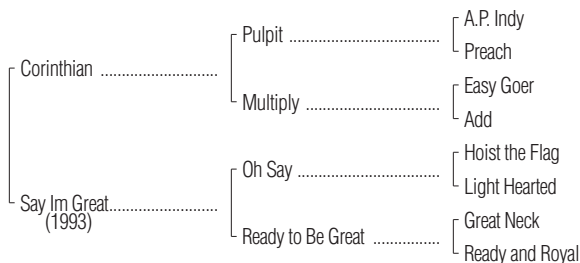 A.P. Indy
Pulpit ........................................
Preach
Corinthian ...............................
Easy Goer
Multiply ....................................
Add
Hoist the Flag
Oh Say ......................................
Light Hearted
Say Im Great.............................
(1993)
Great Neck
Ready to Be Great ..................
Ready and Royal